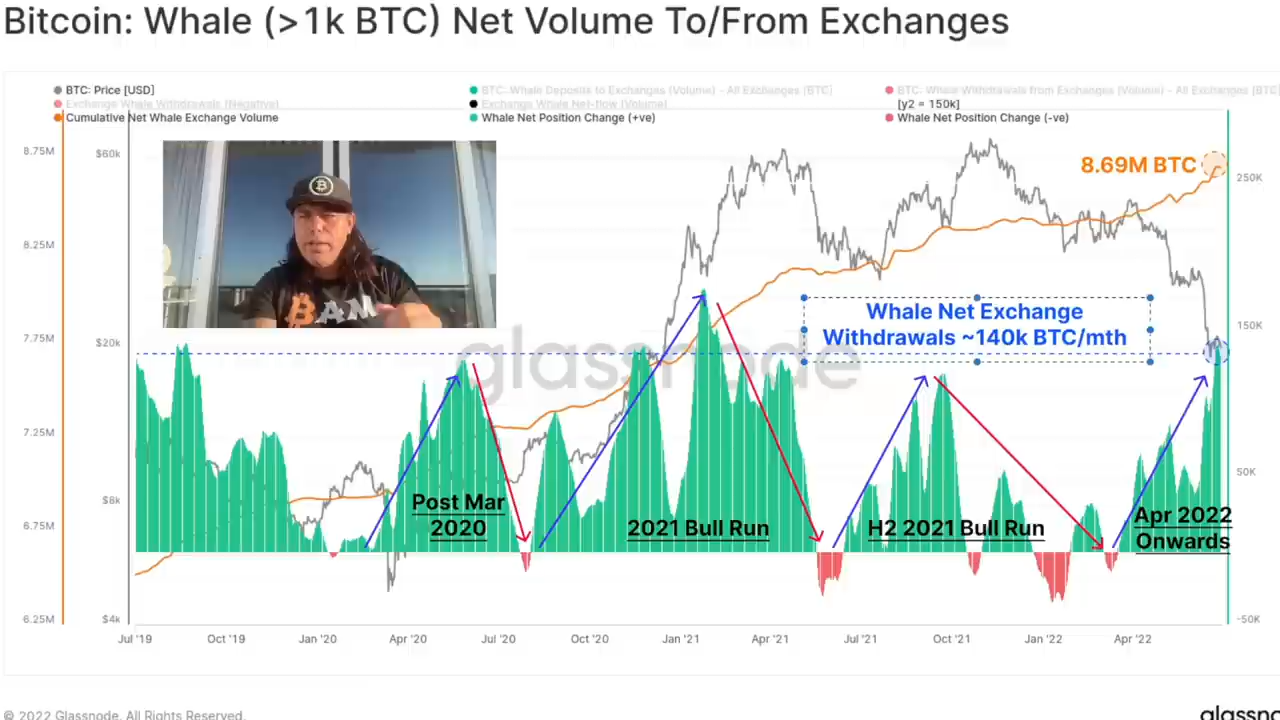 Bitcoin: Whale (>1k BTC) Net Volume To/From Exchanges
BTC: Price [USD]
BTC: Whale Deposits to Exchanges (Volume) - All Exchanges [BTC]
BTC: Whale Withdrawals from Exchanges (Volume) - All Exchanges [BTC]
Exchange Whale Withdrawals (Negative)
Exchange Whale Net-flow (Volume)
[y2 = 150k]
Cumulative Net Whale Exchange Volume
Whale Net Position Change (+ve)
Whale Net Position Change (-ve)
8.75M
$60k
8.69M BTC
250K
8.25M
BAM
Whale Net Exchange
Withdrawals ~140k BTC/mth
150K
7.75M
$20k
glassnode
7.25M
50K
$8k
Post Mar
2020
2021 Bull Run
H2 2021 Bull Run
Apr 2022
Onwards
6.75M
6.25M
$4k
-50K
Jul '19
Oct '19
Jan '20
Apr '20
Jul '20
Oct '20
Jan '21
Apr '21
Jul '21
Oct '21
Jan '22
Apr '22
© 2022 Glassnode. All Rights Reserved.
glassno